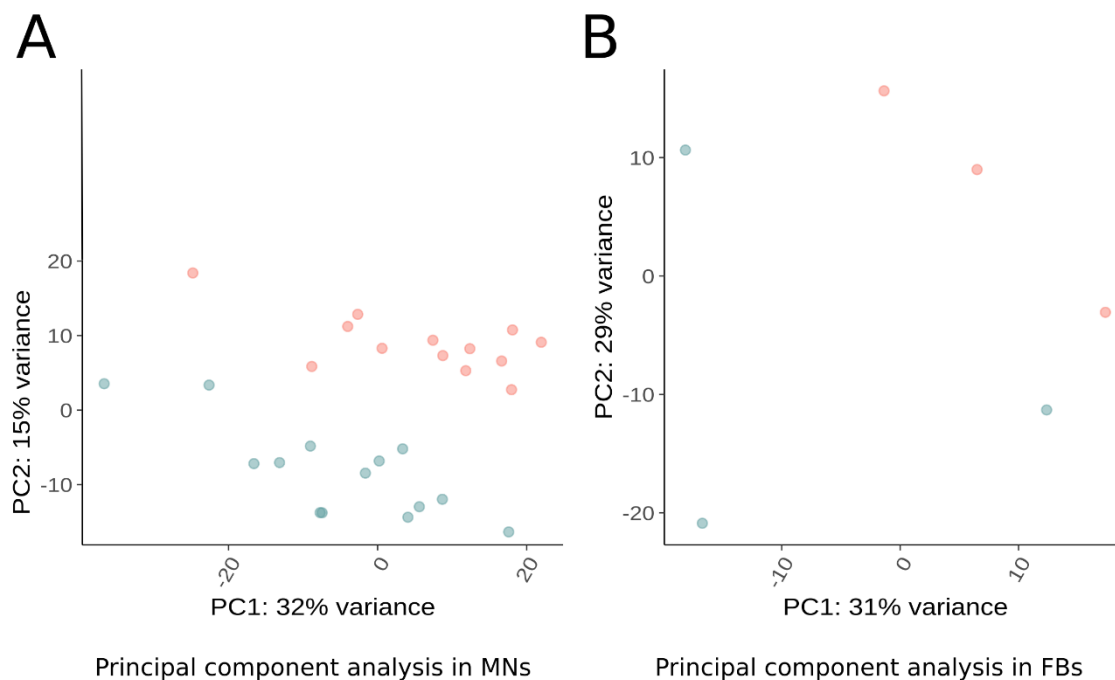 A
B
PC2: 15% variance
20
10
0
-10
-20
0
20
PC1: 32% variance
Principal component analysis in MNs
PC2: 29% variance
10
0
-10
-20
-10
0
10
PC1: 31% variance
Principal component analysis in FBs